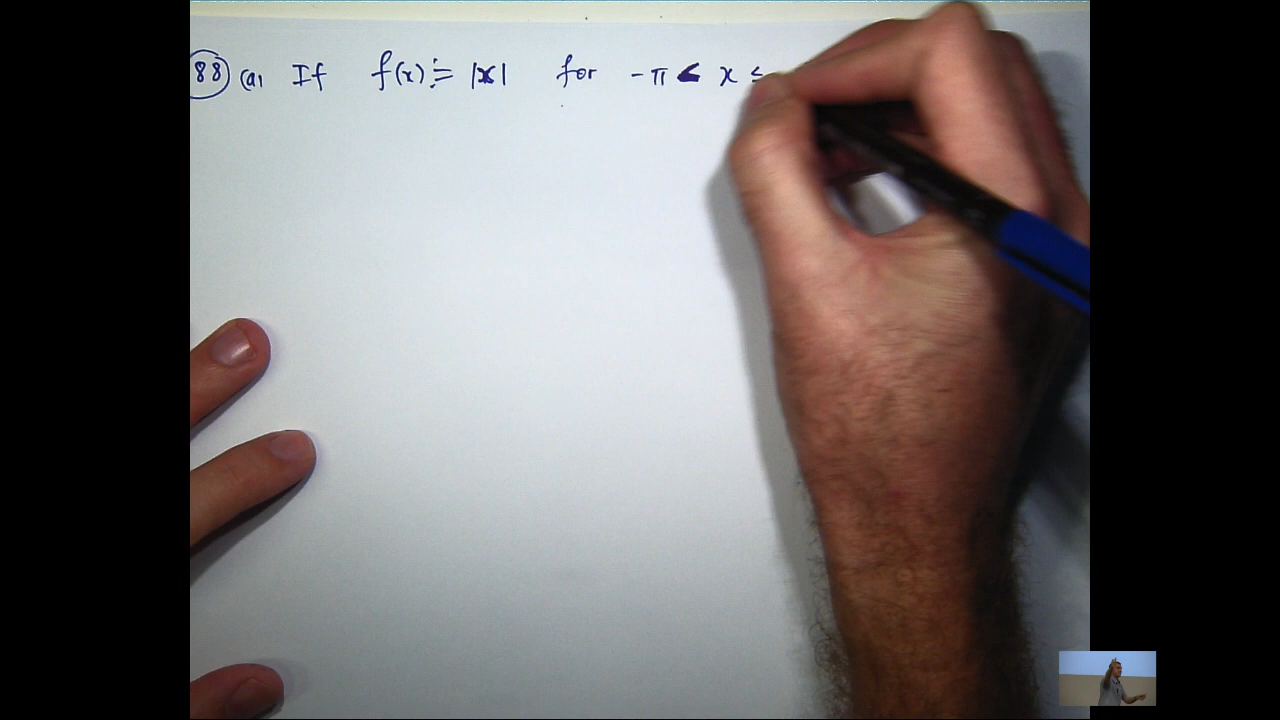 88 (a) If f(x) := |x| for -π < x ≤